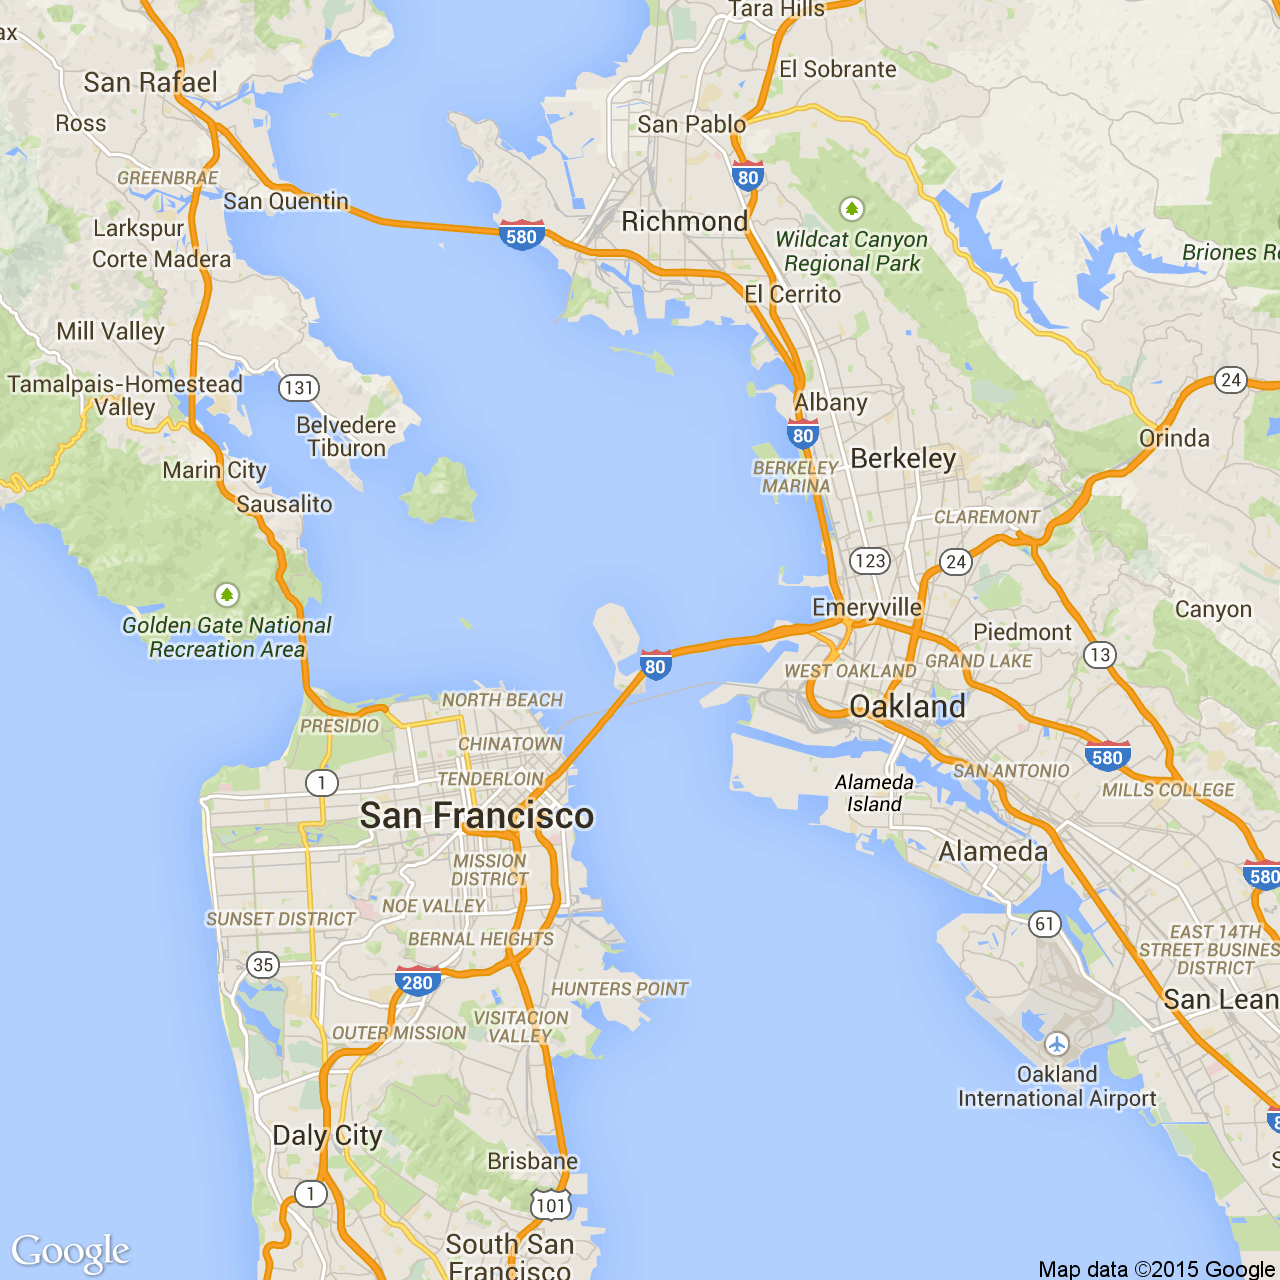 Tara Hills
ax
El Sobrante
San Rafael
Ross
San Pablo
GREENBRAE
80
San Quentin
Larkspur
Richmond
580
Wildcat Canyon
Regional Park
Briones Re
Corte Madera
El Cerrito
Mill Valley
Tamalpais-Homestead
Valley
131
24
Albany
Belvedere
Tiburon
80
Orinda
Marin City
Berkeley
BERKELEY
MARINA
Sausalito
CLAREMONT
123
24
Golden Gate National
Recreation Area
Emeryville
Canyon
Piedmont
80
WEST OAKLAND
GRAND LAKE
13
NORTH BEACH
PRESIDIO
Oakland
CHINATOWN
580
1
TENDERLOIN
Alameda
Island
SAN ANTONIO
MILLS COLLEGE
San Francisco
MISSION
DISTRICT
Alameda
580
NOE VALLEY
SUNSET DISTRICT
61
BERNAL HEIGHTS
EAST 14TH
STREET BUSINES
DISTRICT
35
280
HUNTERS POINT
San Lean
VISITACION
VALLEY
OUTER MISSION
Oakland
International Airport
Daly City
8
Brisbane
S
1
101
South San
Francisco
Google
Map data ©2015 Google